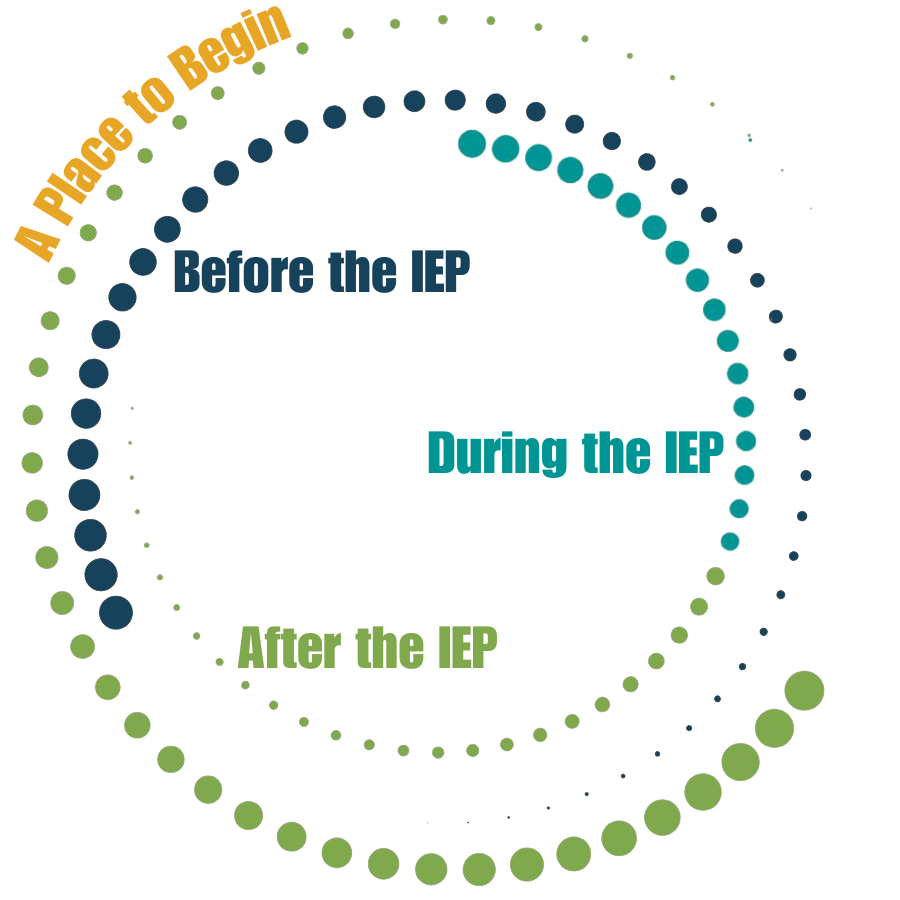 A Place to Begin
Before the IEP
During the IEP
After the IEP